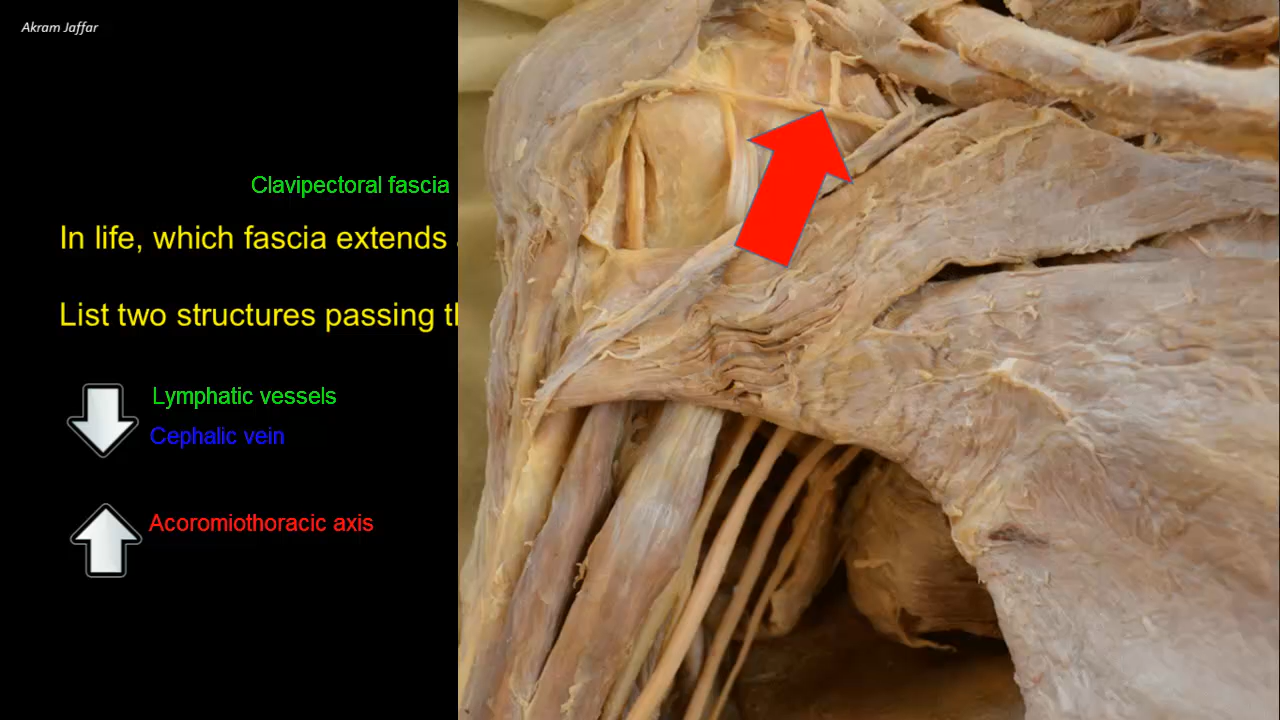 Akram Jaffar
Clavipectoral fascia
In life, which fascia extends
List two structures passing
Lymphatic vessels
Cephalic vein
Acoromiothoracic axis